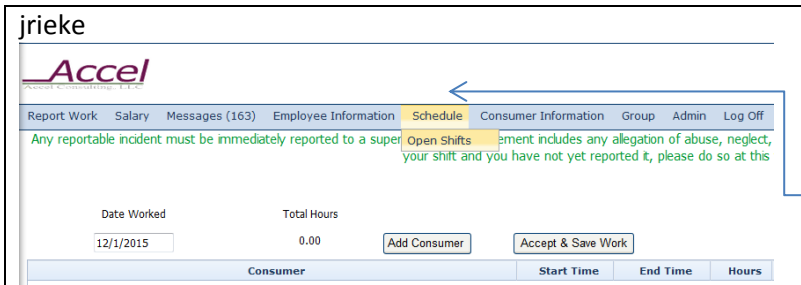 jrieke
Accel
Accel Consulting, LLC
Report Work Salary Messages (163) Employee Information Schedule Consumer Information Group Admin Log Off
Any reportable incident must be immediately reported to a super Open Shifts ement includes any allegation of abuse, neglect,
your shift and you have not yet reported it, please do so at this
Date Worked Total Hours
12/1/2015 0.00 Add Consumer Accept & Save Work
Consumer Start Time End Time Hours